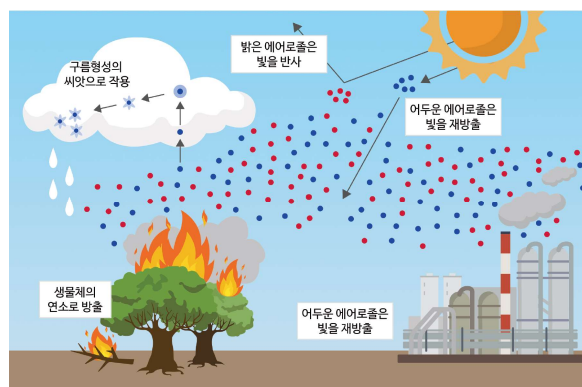 밝은 에어로졸은
빛을 반사
구름형성의
씨앗으로 작용
어두운 에어로졸은
빛을 재방출
생물체의
연소로 방출
어두운 에어로졸은
빛을 재방출